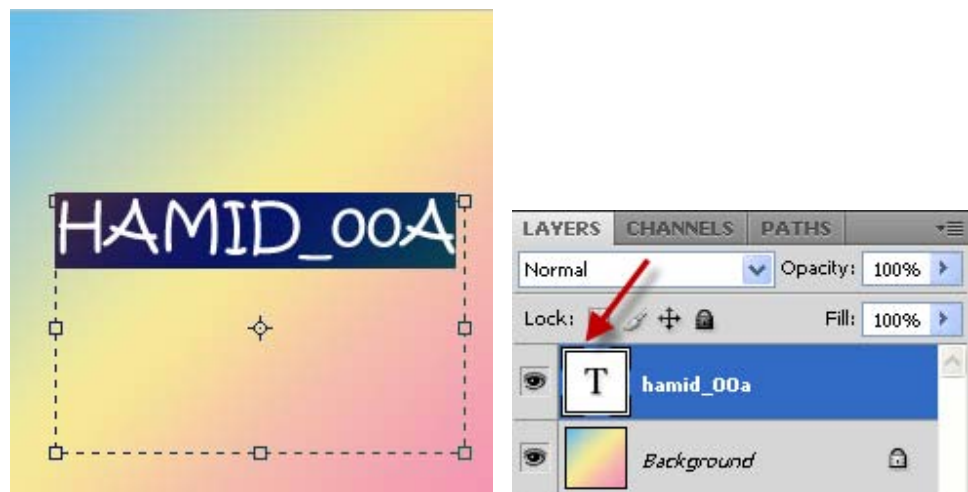 HAMID_00A
LAYERS CHANNELS PATHS
Normal Opacity: 100%
Lock: Fill: 100%
T hamid_00a
Background